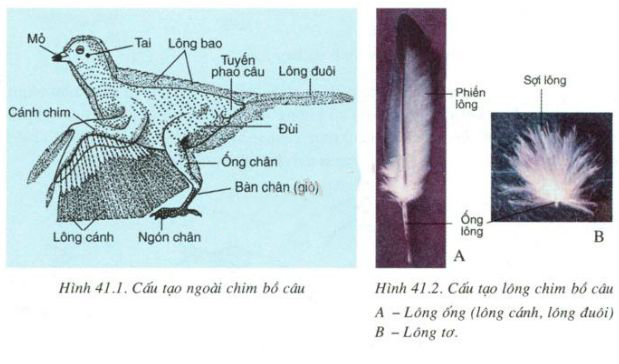 Mỏ
Tai
Lông bao
Tuyến
phao câu
Lông đuôi
Cánh chim
Đùi
Ống chân
Bàn chân (giò)
Lông cánh
Ngón chân
Hình 41.1. Cấu tạo ngoài chim bồ câu
Phiến
lông
Sợi lông
Ống
lông
A
B
Hình 41.2. Cấu tạo lông chim bồ câu
A – Lông ống (lông cánh, lông đuôi)
B – Lông tơ.